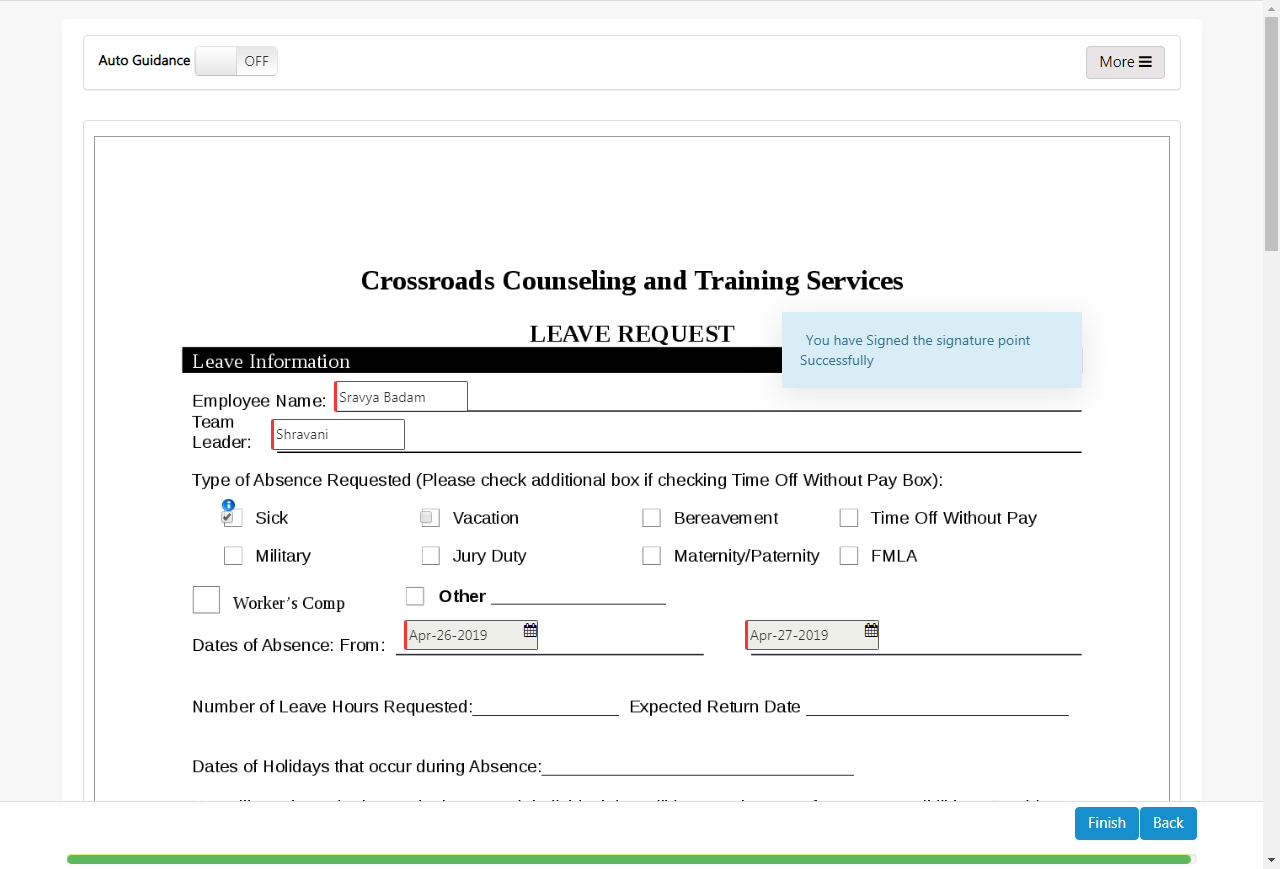 Auto Guidance OFF More
Crossroads Counseling and Training Services
LEAVE REQUEST
You have Signed the signature point
Successfully
Leave Information
Employee Name: Sravya Badam
Team
Leader: Shravani
Type of Absence Requested (Please check additional box if checking Time Off Without Pay Box):
Sick Vacation Bereavement Time Off Without Pay
Military Jury Duty Maternity/Paternity FMLA
Worker's Comp Other
Dates of Absence: From: Apr-26-2019 Apr-27-2019
Number of Leave Hours Requested: Expected Return Date
Dates of Holidays that occur during Absence:
Finish Back